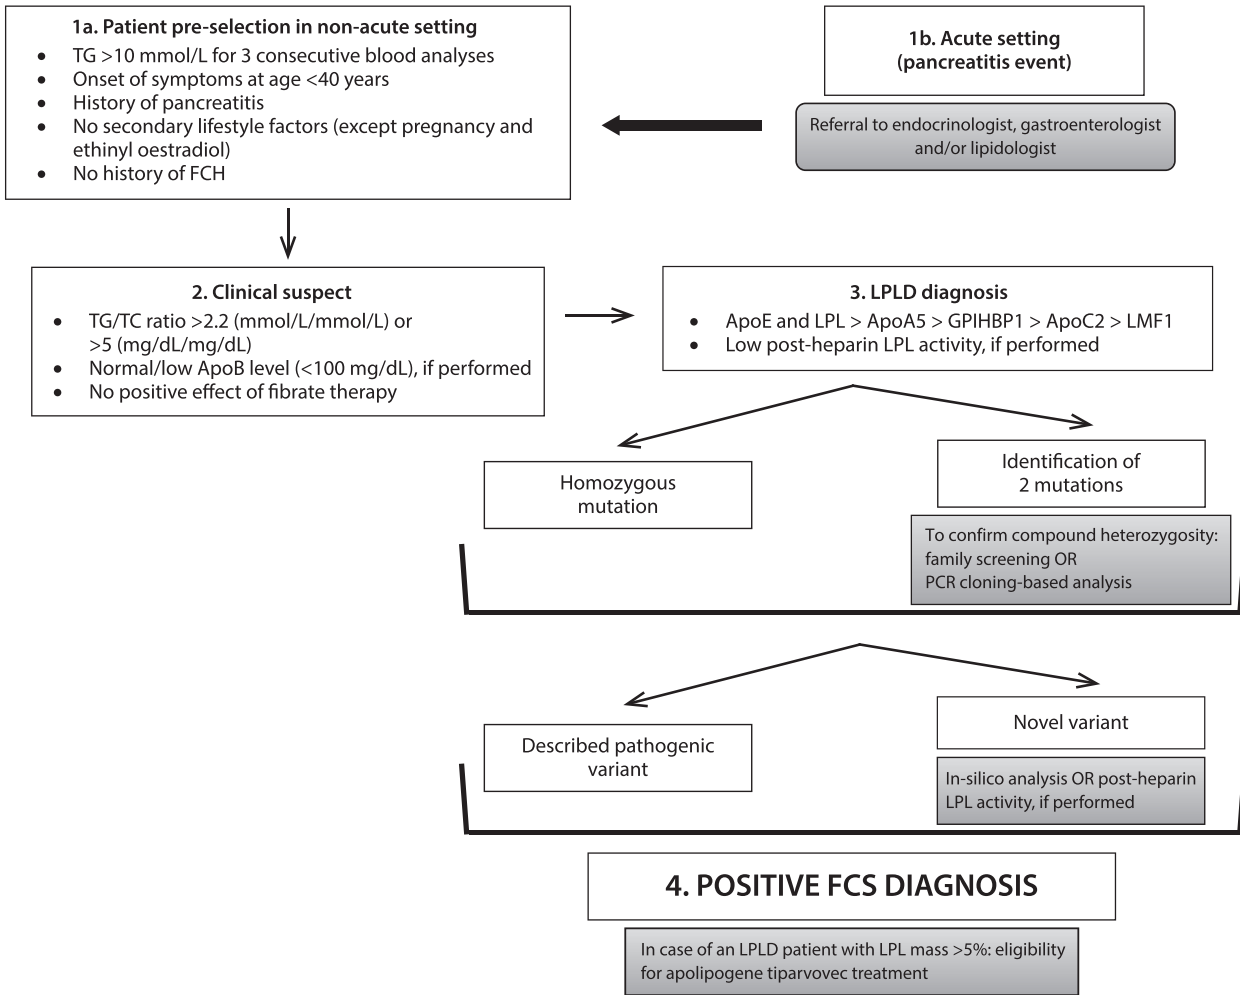 1a. Patient pre-selection in non-acute setting
• TG >10 mmol/L for 3 consecutive blood analyses
• Onset of symptoms at age <40 years
• History of pancreatitis
• No secondary lifestyle factors (except pregnancy and
ethinyl oestradiol)
• No history of FCH
1b. Acute setting
(pancreatitis event)
Referral to endocrinologist, gastroenterologist
and/or lipidologist
2. Clinical suspect
• TG/TC ratio >2.2 (mmol/L/mmol/L) or
>5 (mg/dL/mg/dL)
• Normal/low ApoB level (<100 mg/dL), if performed
• No positive effect of fibrate therapy
3. LPLD diagnosis
• ApoE and LPL > ApoA5 > GPIHBP1 > ApoC2 > LMF1
• Low post-heparin LPL activity, if performed
Homozygous
mutation
Identification of
2 mutations
To confirm compound heterozygosity:
family screening OR
PCR cloning-based analysis
Described pathogenic
variant
Novel variant
In-silico analysis OR post-heparin
LPL activity, if performed
4. POSITIVE FCS DIAGNOSIS
In case of an LPLD patient with LPL mass >5%: eligibility
for apolipogene tiparvovec treatment